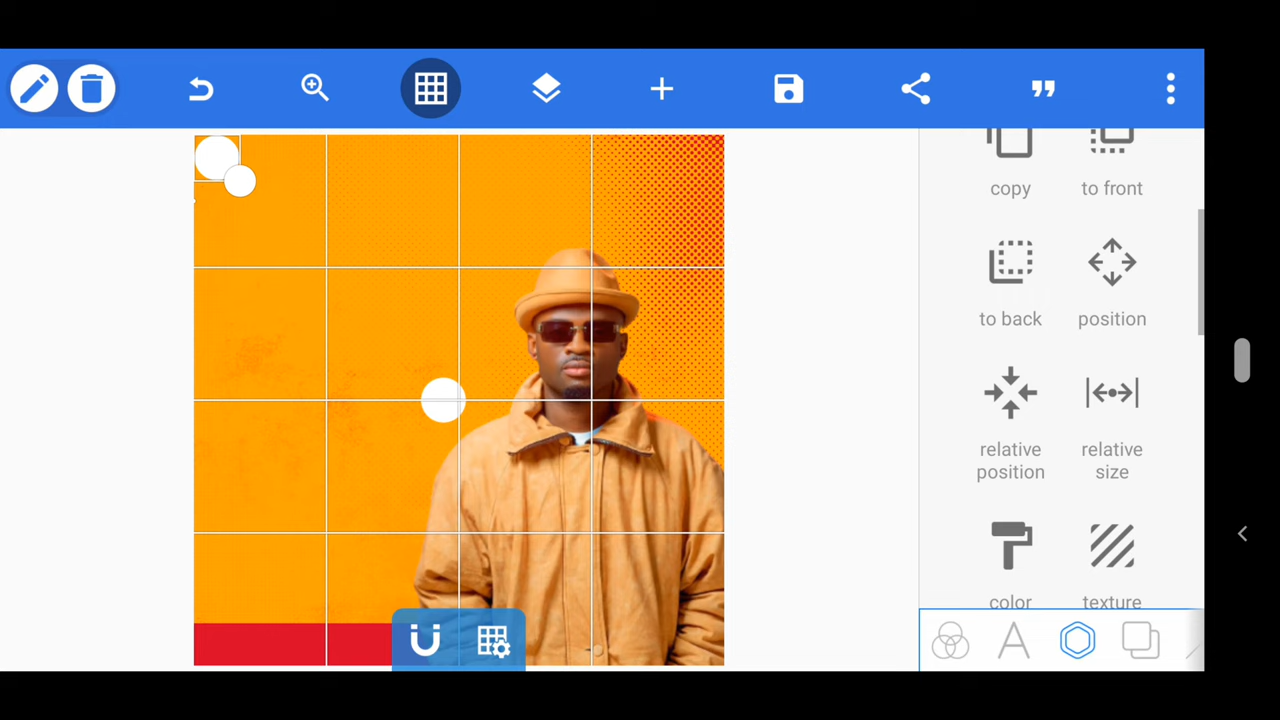 copy
to front
to back
position
relative
position
relative
size
color
texture